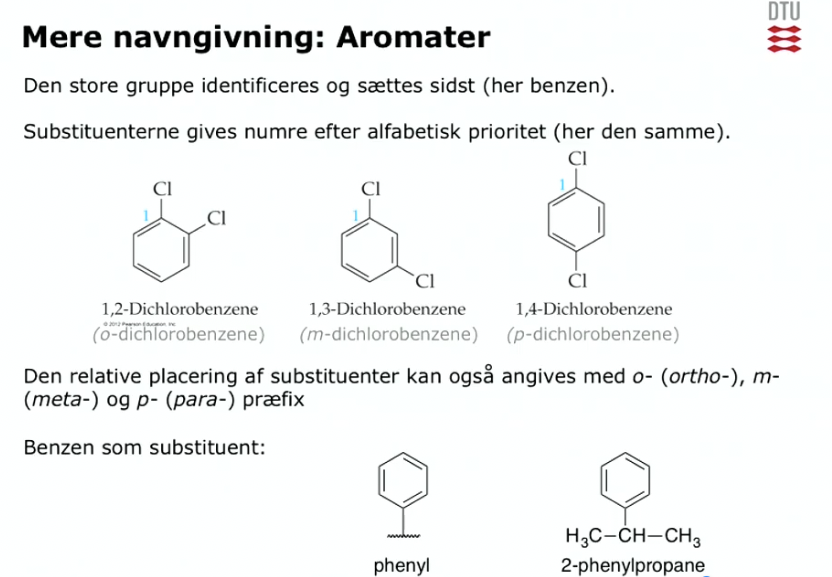 DTU
Mere navngivning: Aromater
Den store gruppe identificeres og sættes sidst (her benzen).
Substituenterne gives numre efter alfabetisk prioritet (her den samme).
Cl
1
Cl
Cl
1
Cl
Cl
1
Cl
1,2-Dichlorobenzene
1,3-Dichlorobenzene
1,4-Dichlorobenzene
© 2012 Pearson Education, Inc
(o-dichlorobenzene)
(m-dichlorobenzene)
(p-dichlorobenzene)
Den relative placering af substituenter kan også angives med o- (ortho-), m-
(meta-) og p- (para-) præfix
Benzen som substituent:
H₃C–CH–CH₃
phenyl
2-phenylpropane